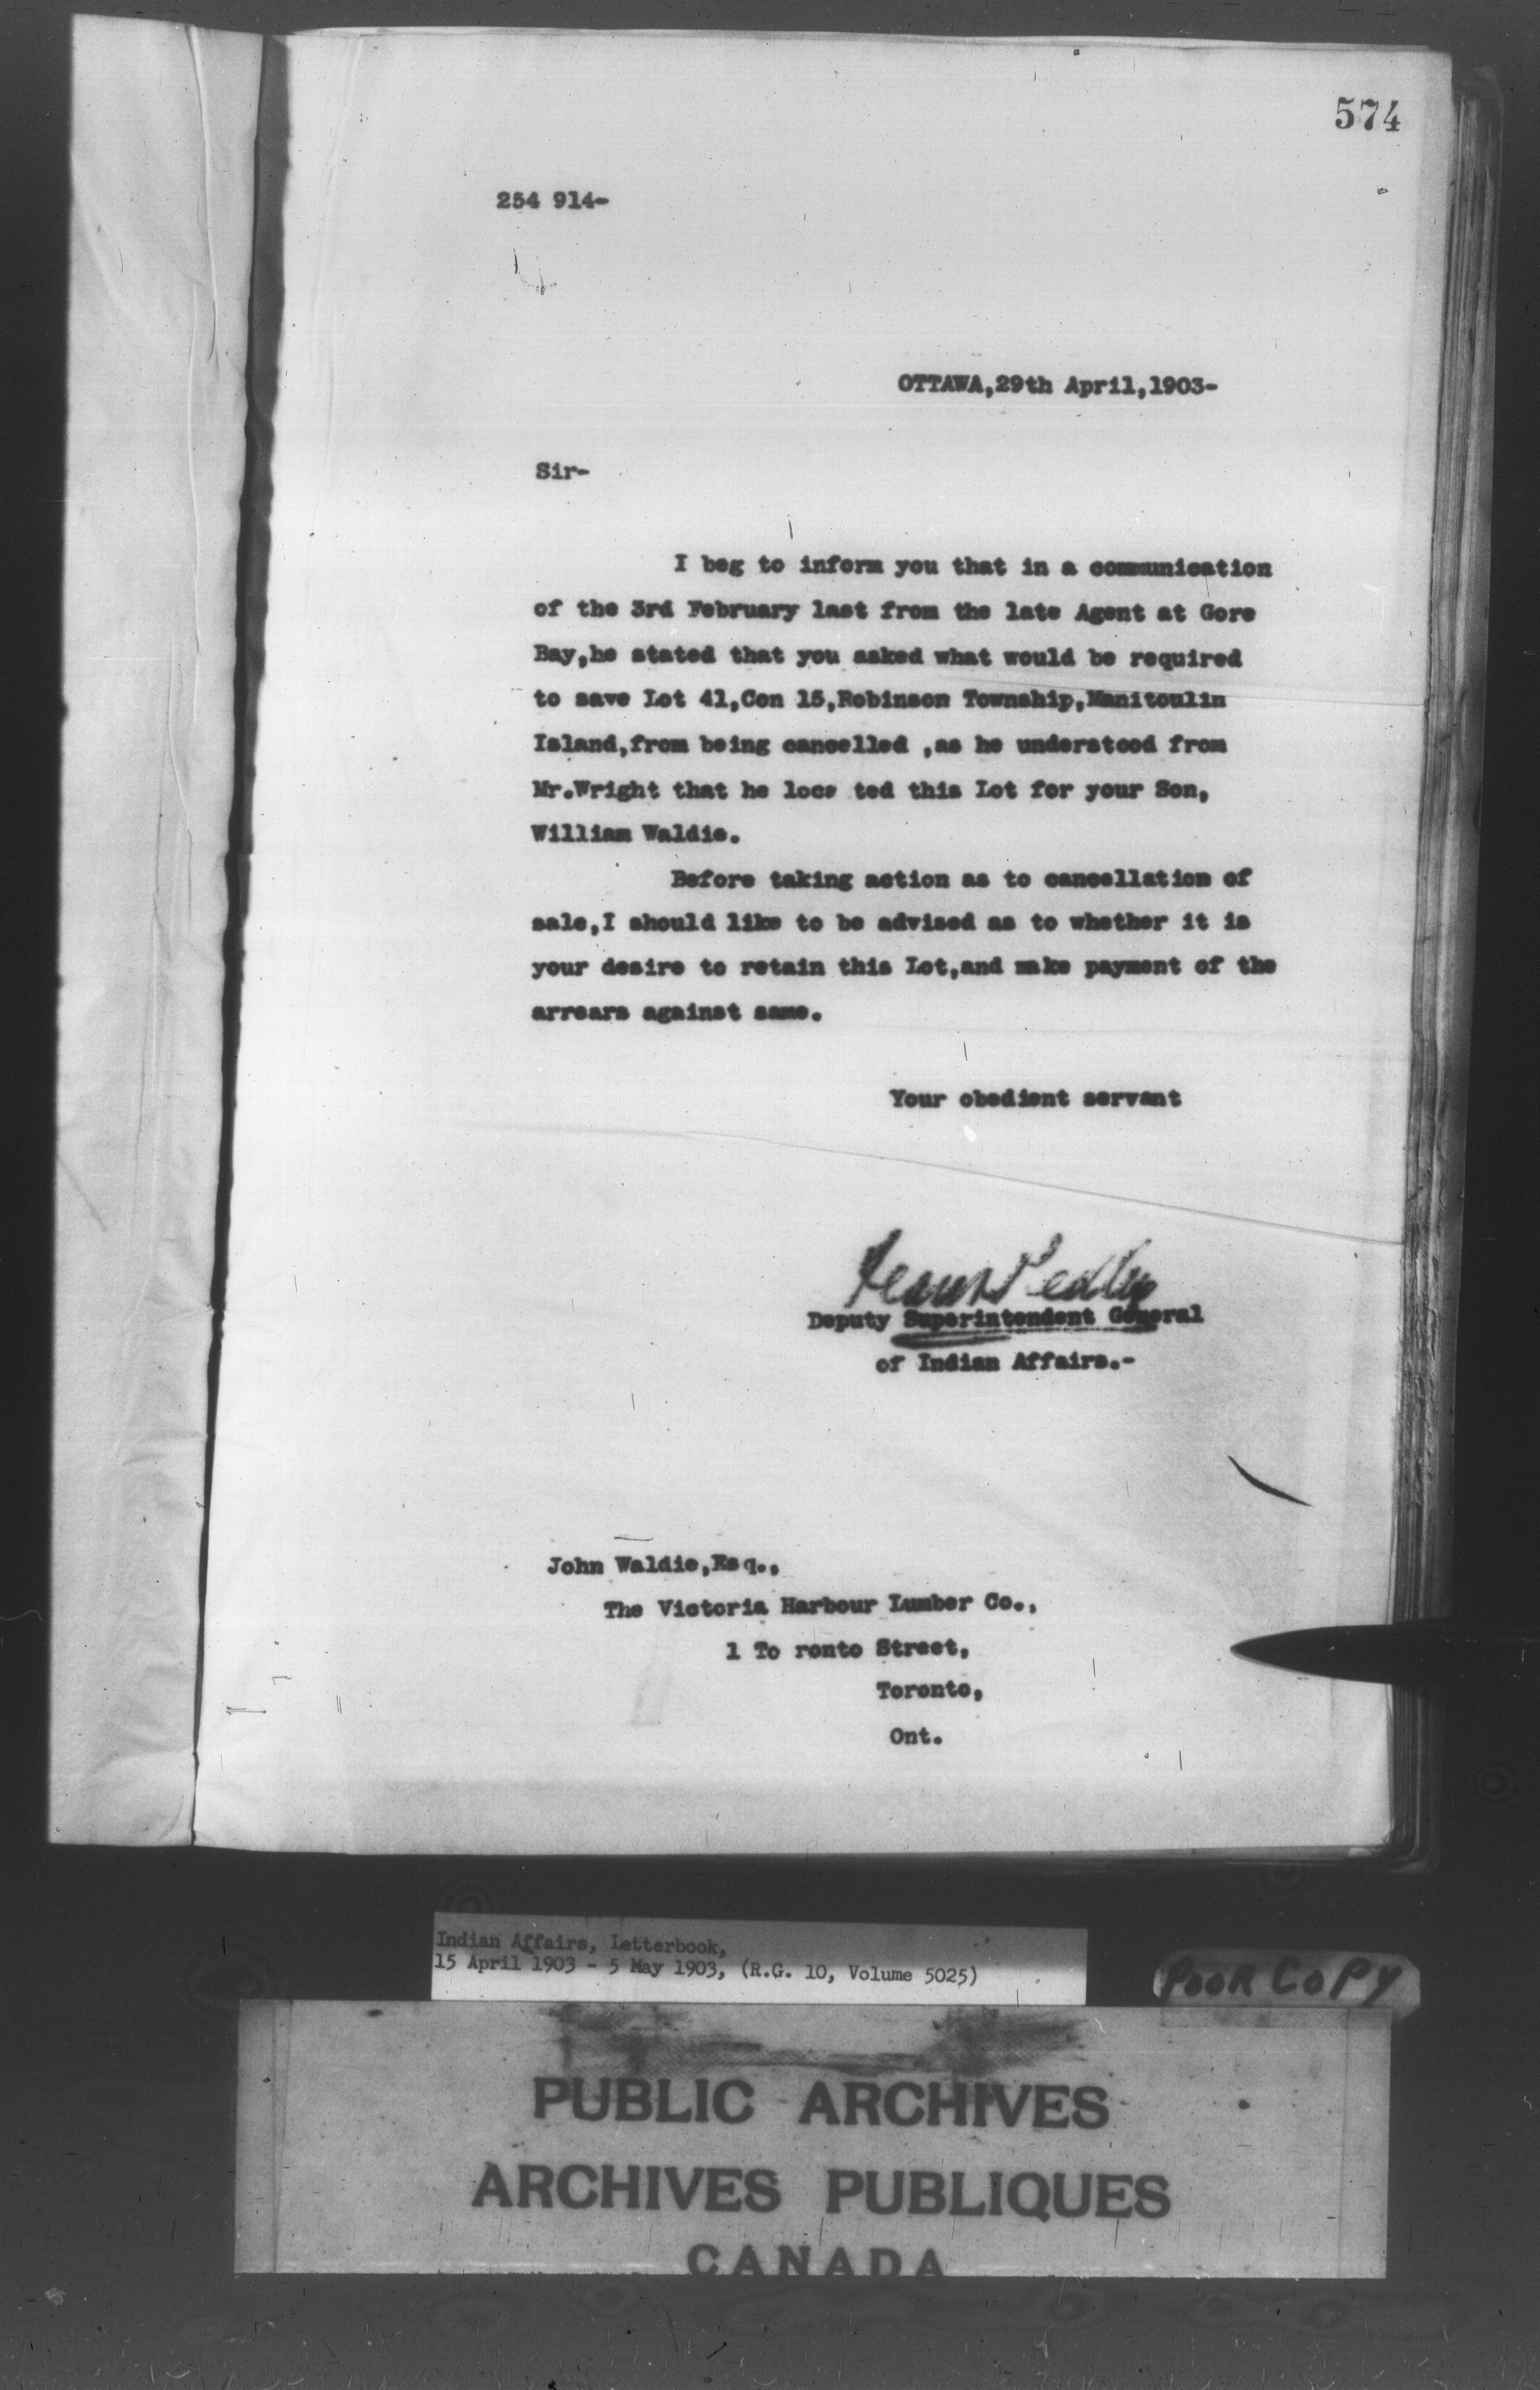 574
254 914-
OTTAWA,29th April,1903-
Sir-
I beg to inform you that in a communication
of the 3rd February last from the late Agent at Gore
Bay,he stated that you asked what would be required
to save Lot 41,Con 15,Robinson Township,Manitoulin
Island,from being cancelled ,as he understood from
Mr.Wright that he loca ted this Lot for your Son,
William Waldie.
Before taking action as to cancellation of
sale,I should like to be advised as to whether it is
your desire to retain this Lot,and make payment of the
arrears against same.
Your obedient servant
Frank Pedley
Deputy Superintendent General
of Indian Affairs.-
John Waldie,Esq.,
The Victoria Harbour Lumber Co.,
1 To ronto Street,
Toronto,
Ont.
Indian Affairs, Letterbook,
15 April 1903 - 5 May 1903, (R.G. 10, Volume 5025)
POOR COPY
PUBLIC ARCHIVES
ARCHIVES PUBLIQUES
CANADA